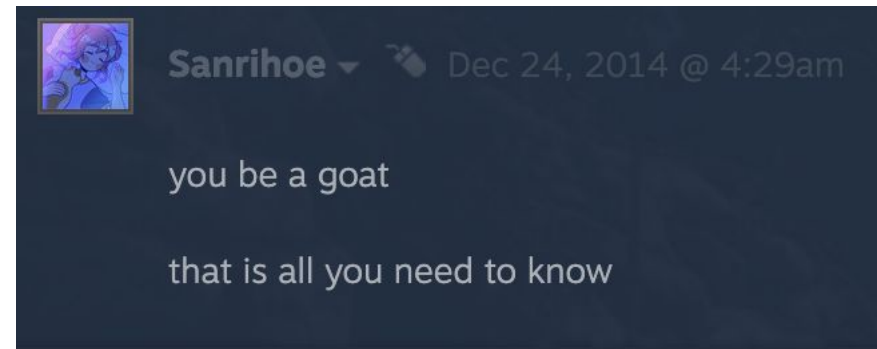 Sanrihoe Dec 24, 2014 @ 4:29am
you be a goat
that is all you need to know